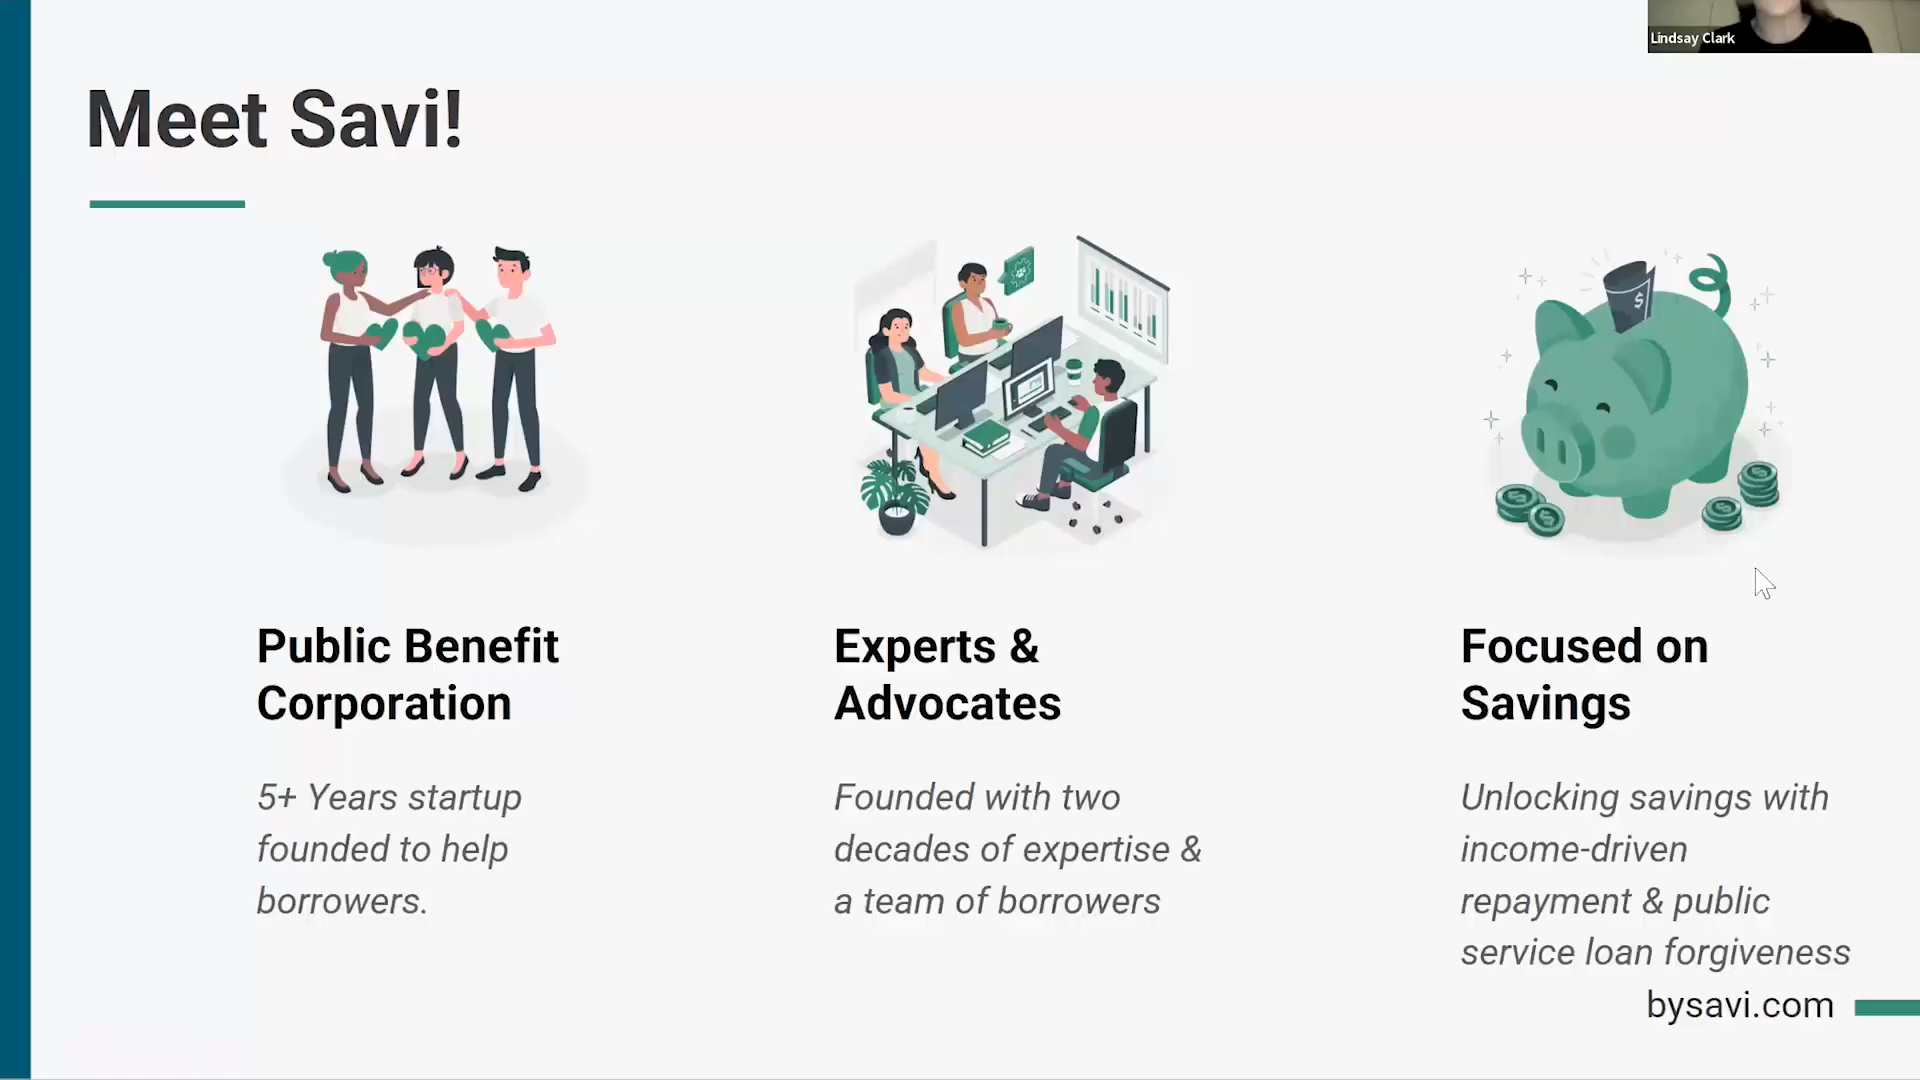 Lindsay Clark
Meet Savi!
Public Benefit
Corporation
5+ Years startup
founded to help
borrowers.
Experts &
Advocates
Founded with two
decades of expertise &
a team of borrowers
Focused on
Savings
Unlocking savings with
income-driven
repayment & public
service loan forgiveness
bysavi.com